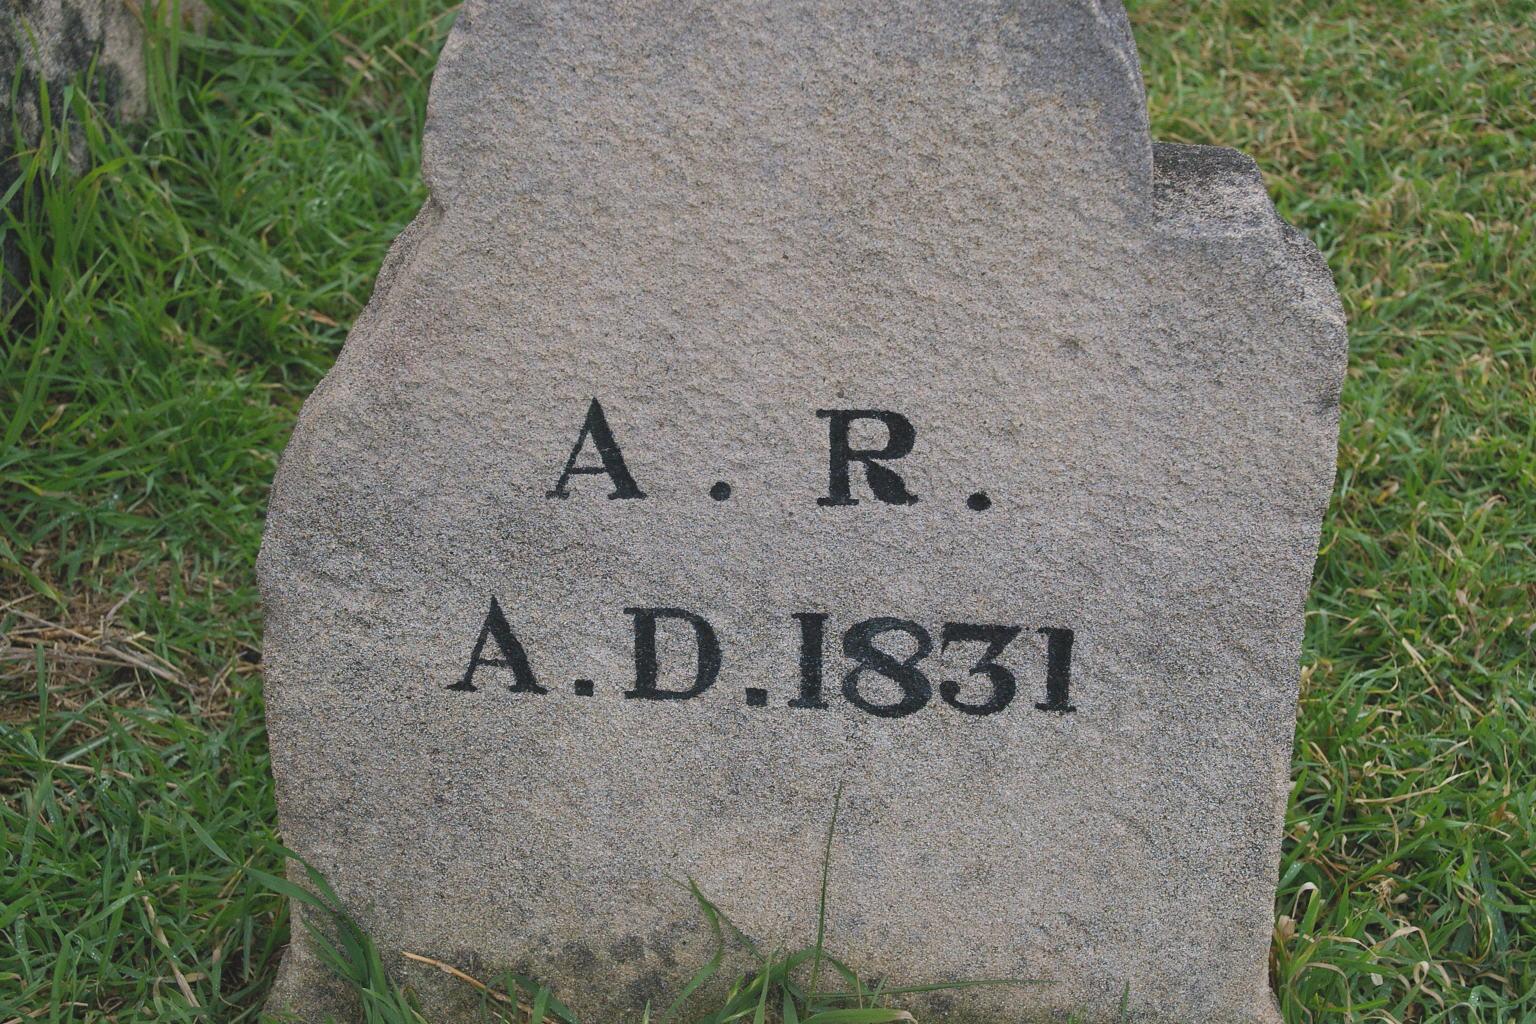 A . R .
A.D.1831